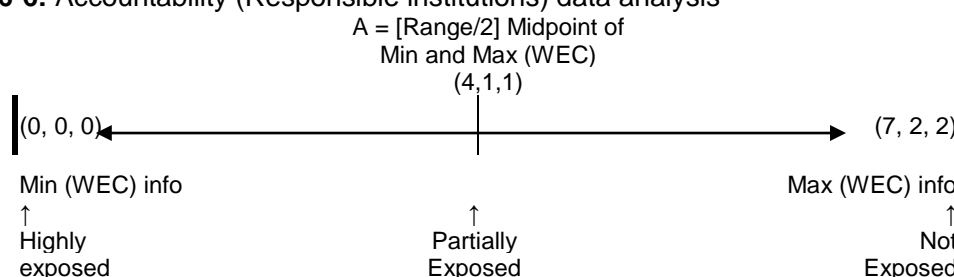 Accountability (Responsible institutions) data analysis
A = [Range/2] Midpoint of
Min and Max (WEC)
(4,1,1)
(0, 0, 0)
(7, 2, 2)
Min (WEC) info
Max (WEC) info
↑
↑
↑
Highly
exposed
Partially
Exposed
Not
Exposed